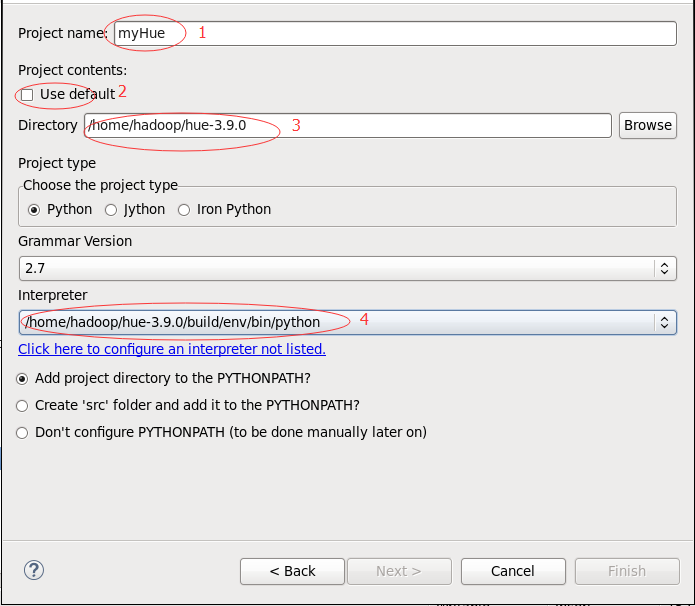 Project name: myHue 1
Project contents:
Use default 2
Directory /home/hadoop/hue-3.9.0 3 Browse
Project type
Choose the project type
Python Jython Iron Python
Grammar Version
2.7
Interpreter
/home/hadoop/hue-3.9.0/build/env/bin/python 4
Click here to configure an interpreter not listed.
Add project directory to the PYTHONPATH?
Create 'src' folder and add it to the PYTHONPATH?
Don't configure PYTHONPATH (to be done manually later on)
? < Back Next > Cancel Finish